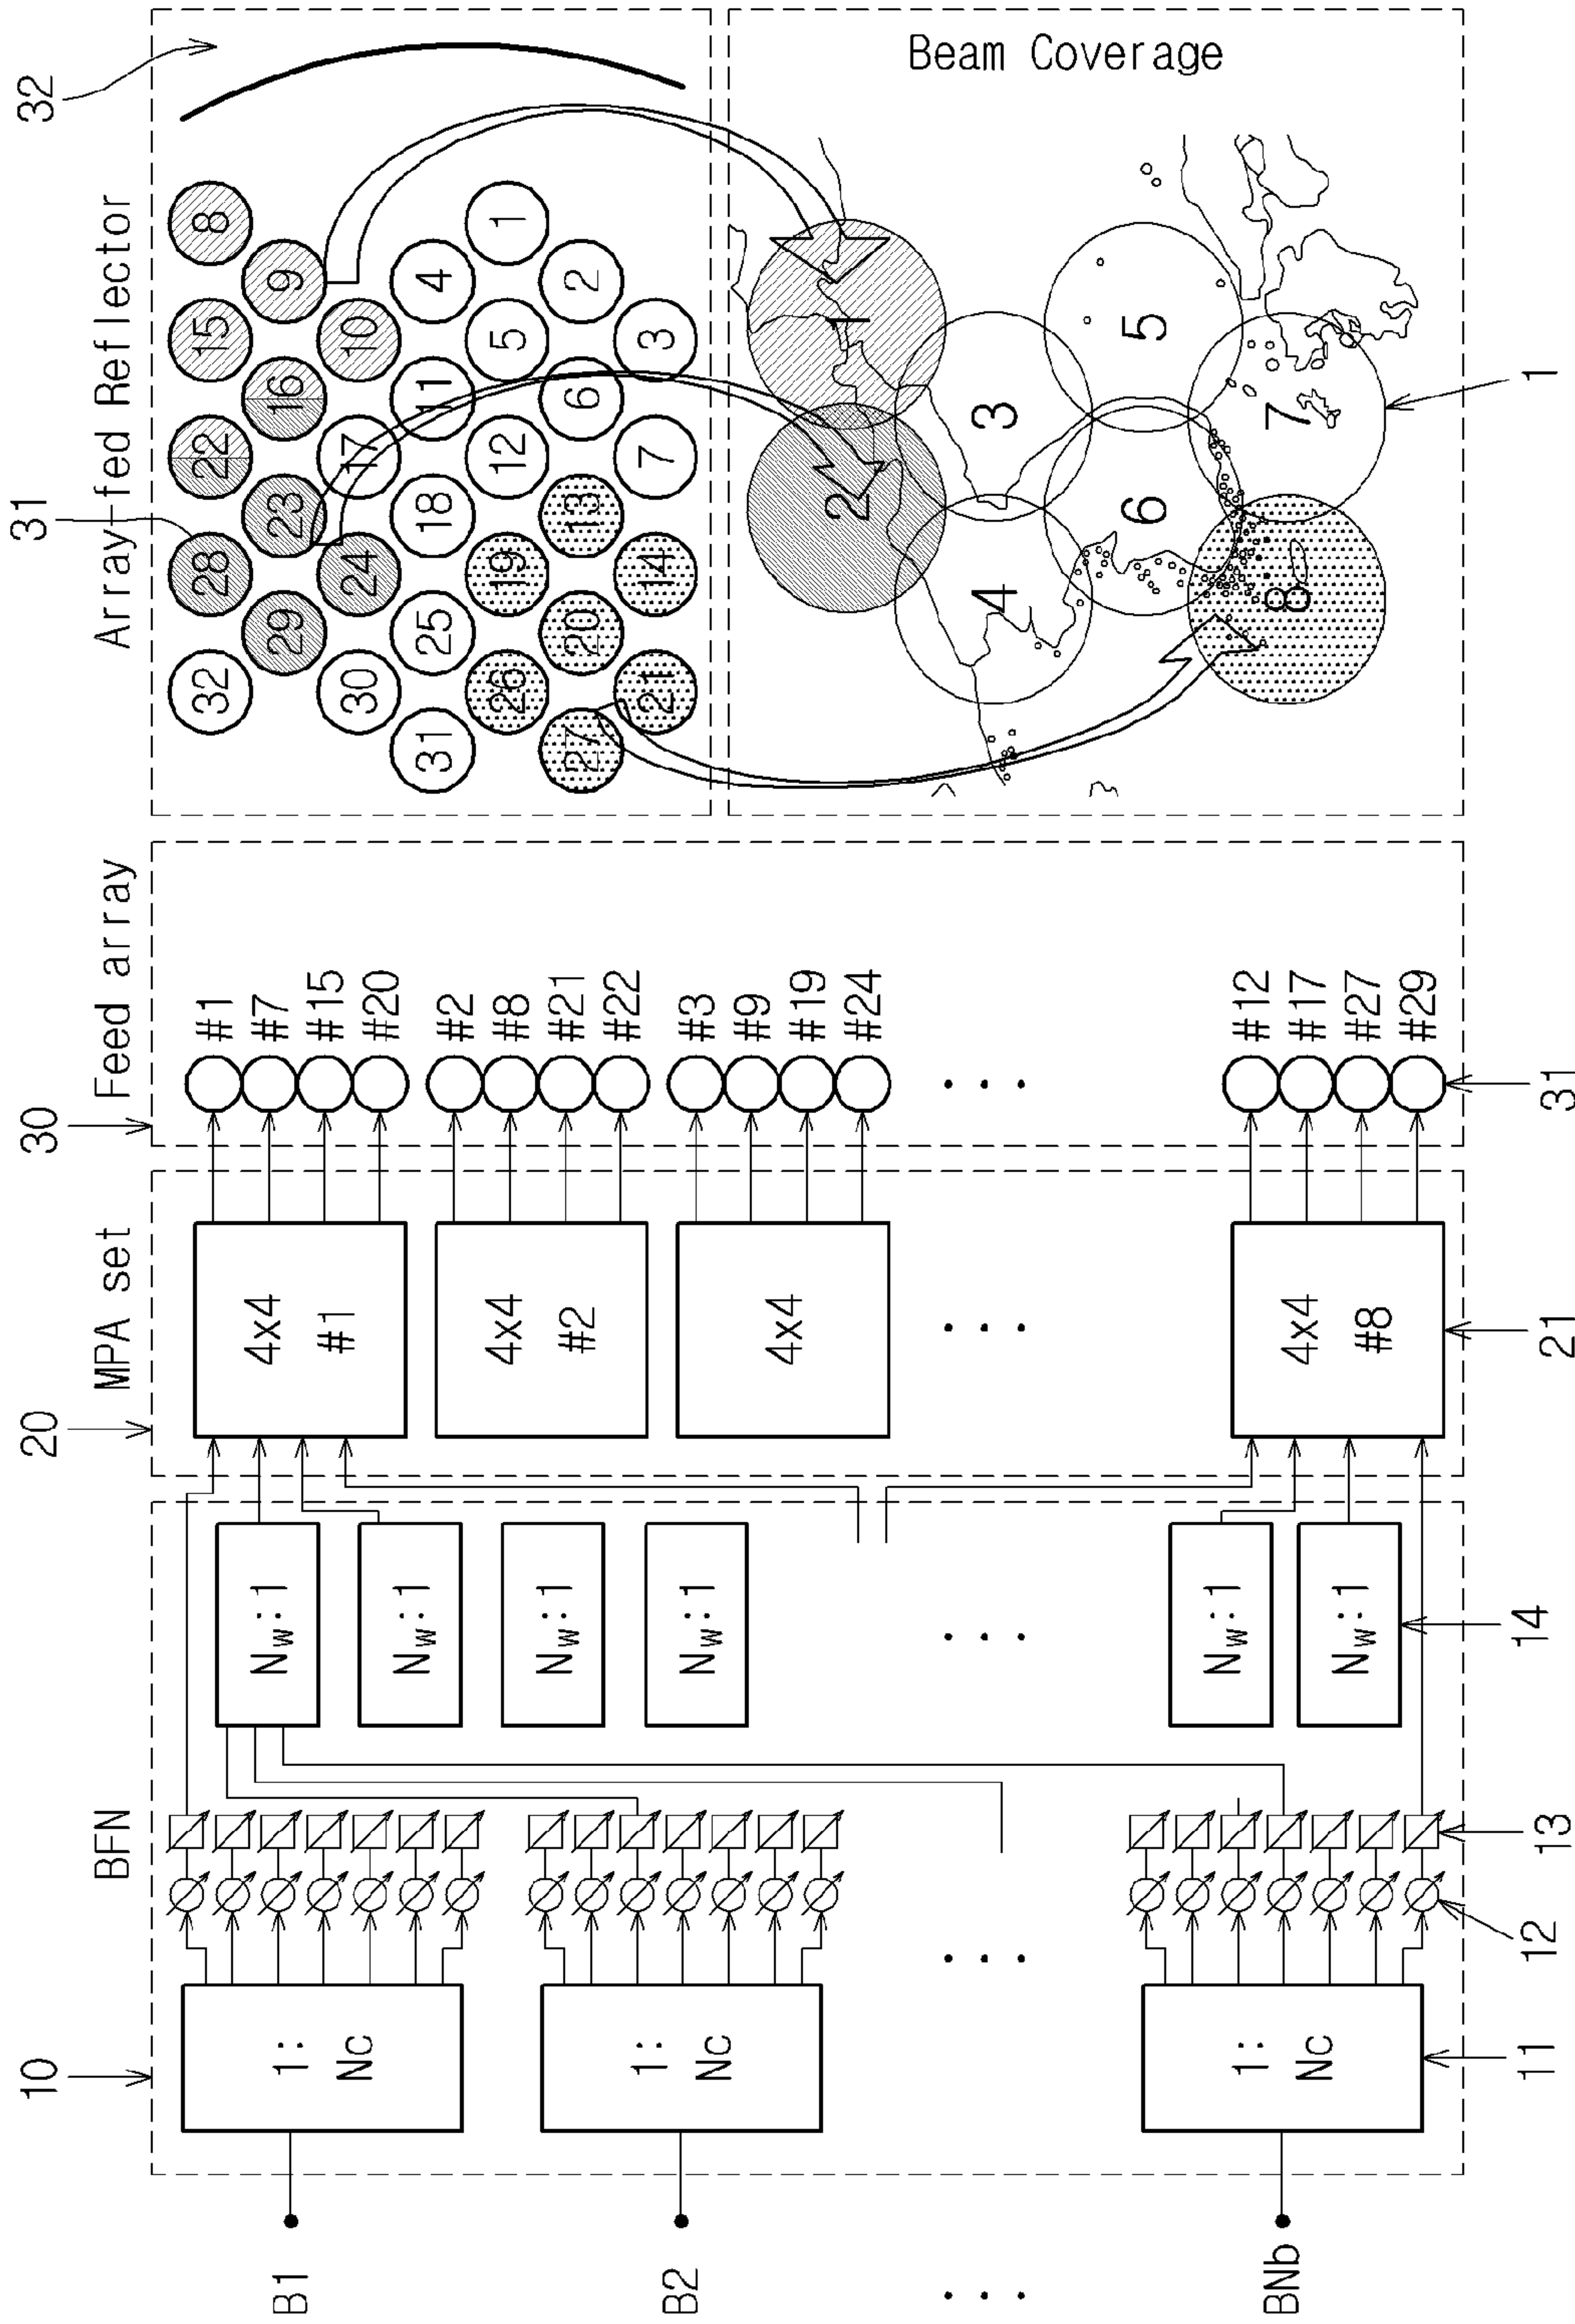 10
BFN
20
MPA set
30
Feed array
31
Array-fed Reflector
32
B1
1:
Nc
Nw:1
Nw:1
Nw:1
Nw:1
4x4
#1
#1
#7
#15
#20
B2
1:
Nc
4x4
#2
#2
#8
#21
#22
4x4
#3
#9
#19
#24
. . .
. . .
. . .
. . .
. . .
BNb
1:
Nc
Nw:1
Nw:1
4x4
#8
#12
#17
#27
#29
11
12
13
14
21
31
32
28
22
15
8
29
23
16
9
30
24
17
10
31
25
18
11
4
26
19
12
5
1
27
20
13
6
2
21
14
7
3
Beam Coverage
2
1
4
3
6
5
8
7
1